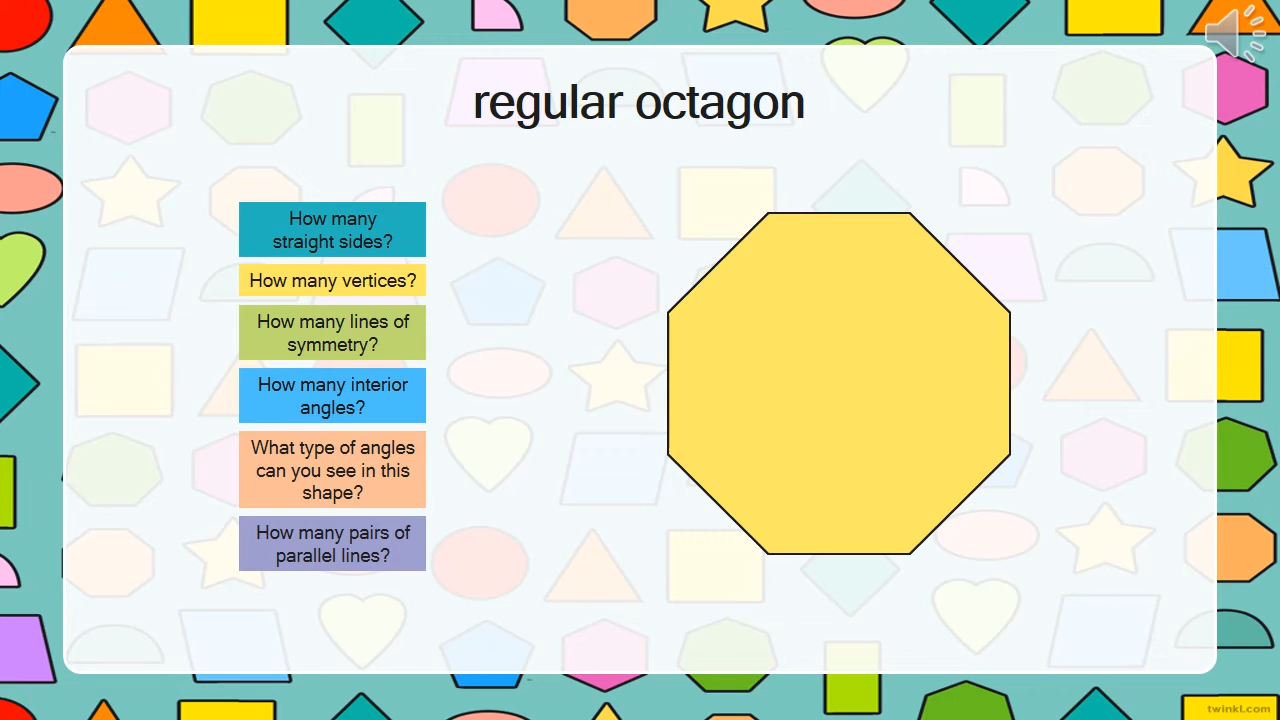 regular octagon
How many
straight sides?
How many vertices?
How many lines of
symmetry?
How many interior
angles?
What type of angles
can you see in this
shape?
How many pairs of
parallel lines?
twinkl.com